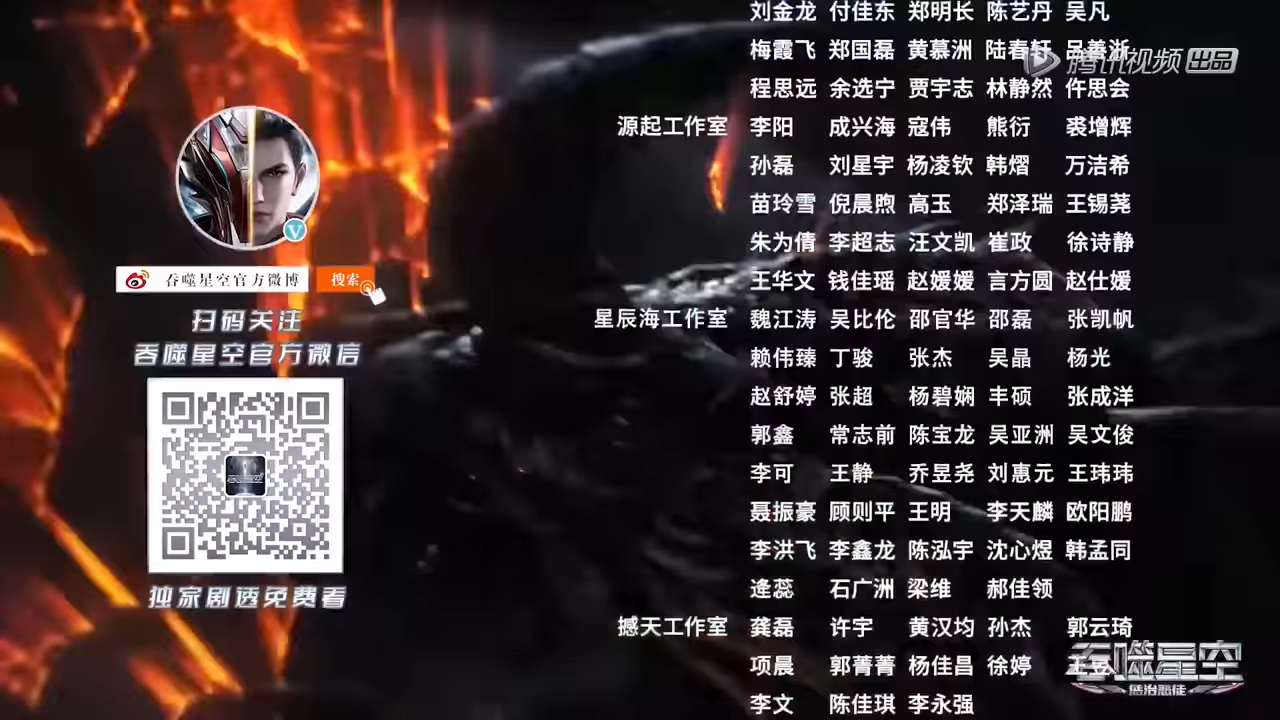 刘金龙 付佳东 郑明长 陈艺丹 吴凡
梅霞飞 郑国磊 黄慕洲 陆春轩 吕善浙
腾讯视频 出品
程思远 余选宁 贾宇志 林静然 仵思会
源起工作室 李阳 成兴海 寇伟 熊衍 裘增辉
孙磊 刘星宇 杨凌钦 韩熠 万洁希
苗玲雪 倪晨煦 高玉 郑泽瑞 王锡荛
朱为倩 李超志 汪文凯 崔政 徐诗静
王华文 钱佳瑶 赵媛媛 言方圆 赵仕媛
星辰海工作室 魏江涛 吴比伦 邵官华 邵磊 张凯帆
赖伟臻 丁骏 张杰 吴晶 杨光
赵舒婷 张超 杨碧娴 丰硕 张成洋
郭鑫 常志前 陈宝龙 吴亚洲 吴文俊
李可 王静 乔昱尧 刘惠元 王玮玮
聂振豪 顾则平 王明 李天麟 欧阳鹏
李洪飞 李鑫龙 陈泓宇 沈心煜 韩孟同
逄蕊 石广洲 梁维 郝佳领
撼天工作室 龚磊 许宇 黄汉均 孙杰 郭云琦
项晨 郭菁菁 杨佳昌 徐婷
李文 陈佳琪 李永强
吞噬星空官方微博 搜索
扫码关注
吞噬星空官方微信
独家剧透免费看
吞噬星空
惩治恶徒